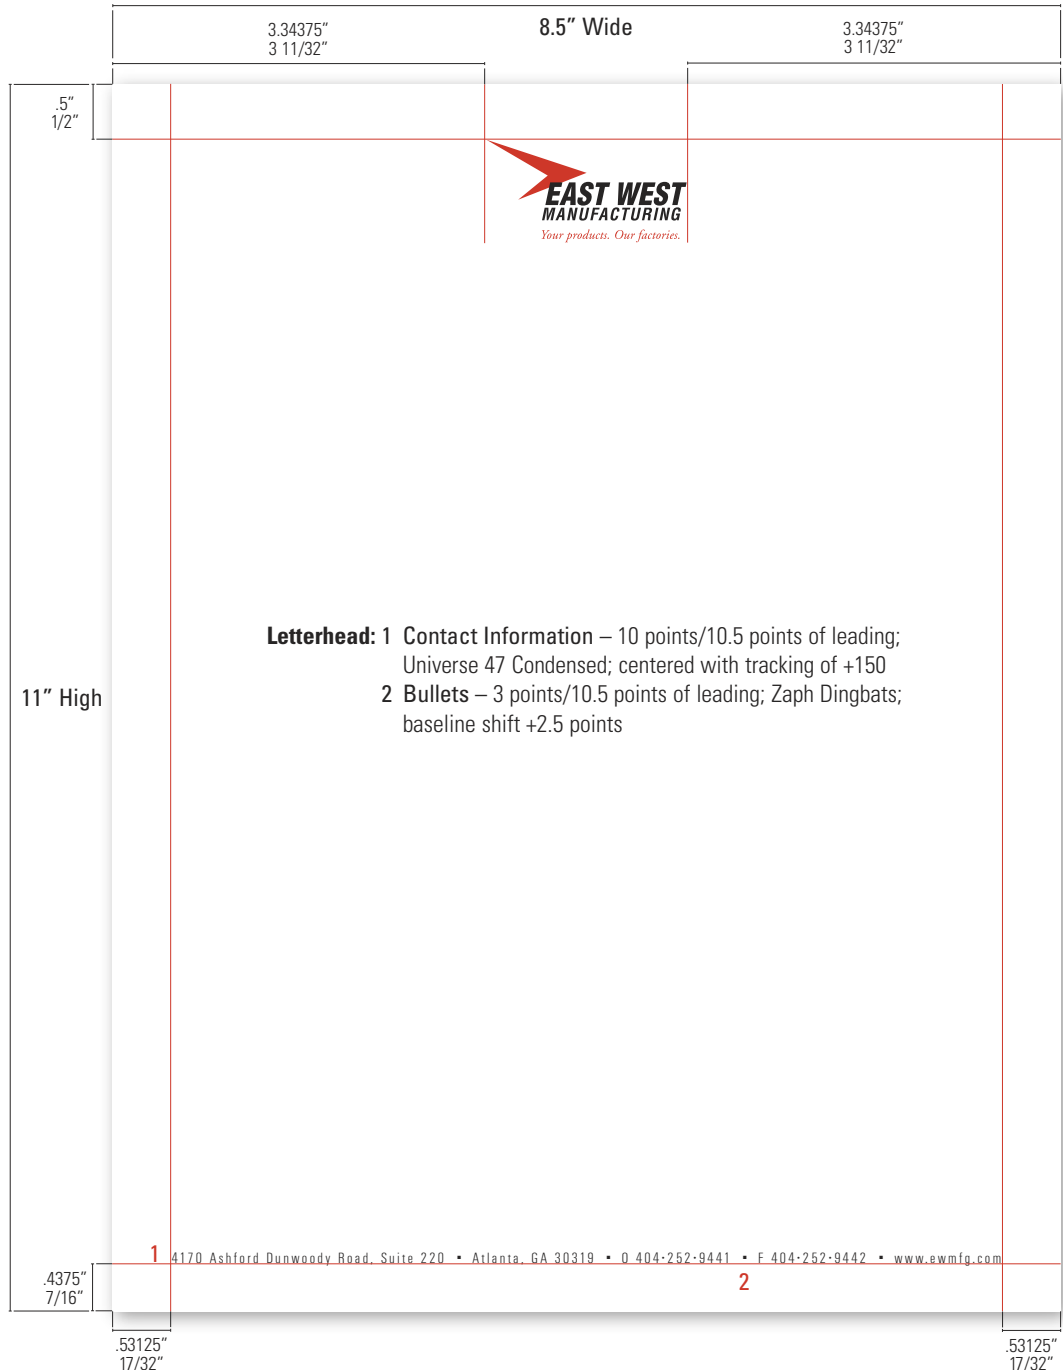 8.5” Wide
3.34375”
3 11/32”
3.34375”
3 11/32”
.5”
1/2”
EAST WEST
MANUFACTURING
Your products. Our factories.
Letterhead: 1 Contact Information – 10 points/10.5 points of leading;
Universe 47 Condensed; centered with tracking of +150
2 Bullets – 3 points/10.5 points of leading; Zaph Dingbats;
baseline shift +2.5 points
11” High
1 4170 Ashford Dunwoody Road, Suite 220 ▪ Atlanta, GA 30319 ▪ O 404·252·9441 ▪ F 404·252·9442 ▪ www.ewmfg.com
2
.4375”
7/16”
.53125”
17/32”
.53125”
17/32”